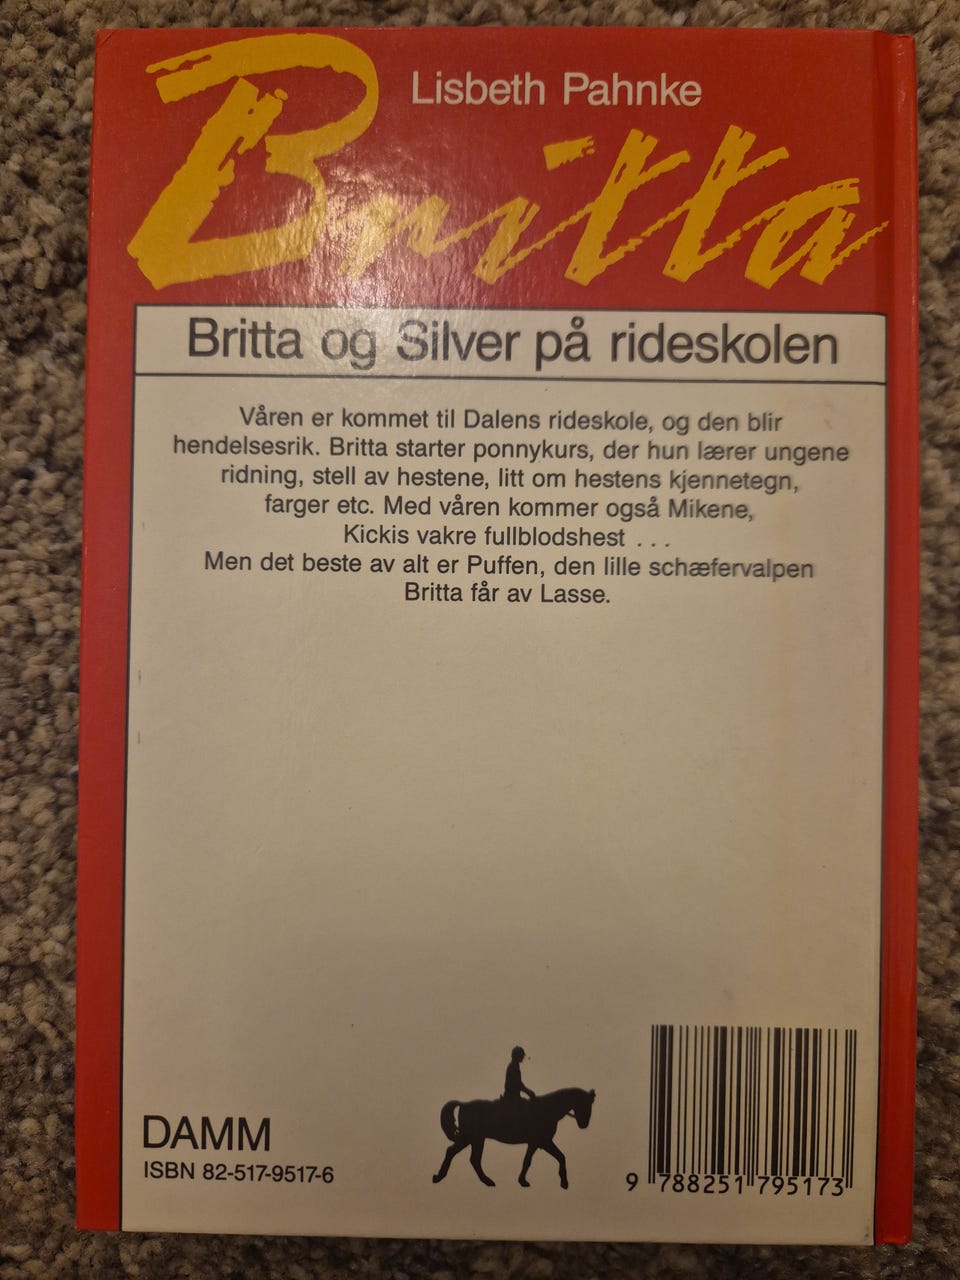 Lisbeth Pahnke
Britta
Britta og Silver på rideskolen
Våren er kommet til Dalens rideskole, og den blir
hendelsesrik. Britta starter ponnykurs, der hun lærer ungene
ridning, stell av hestene, litt om hestens kjennetegn,
farger etc. Med våren kommer også Mikene,
Kickis vakre fullblodshest . . .
Men det beste av alt er Puffen, den lille schæfervalpen
Britta får av Lasse.
DAMM
ISBN 82-517-9517-6
9 788251 795173